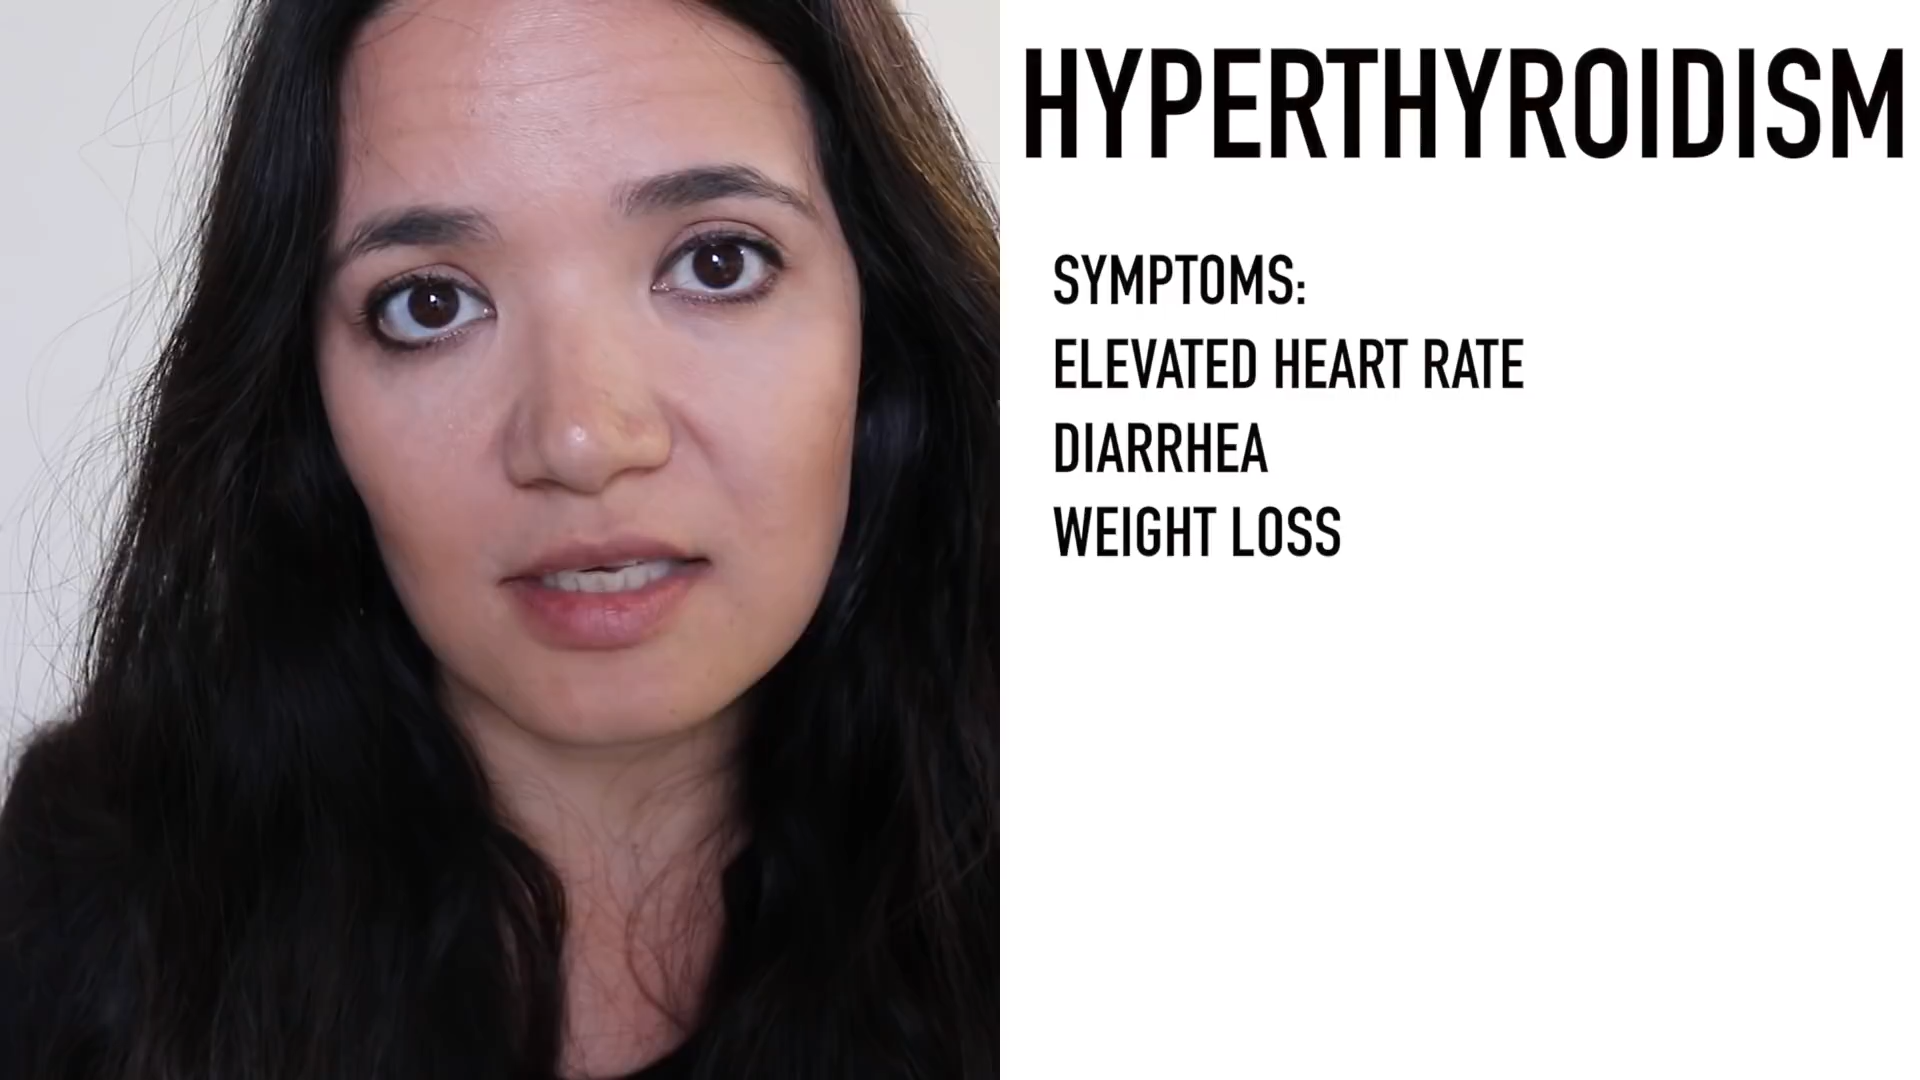 HYPERTHYROIDISM
SYMPTOMS:
ELEVATED HEART RATE
DIARRHEA
WEIGHT LOSS